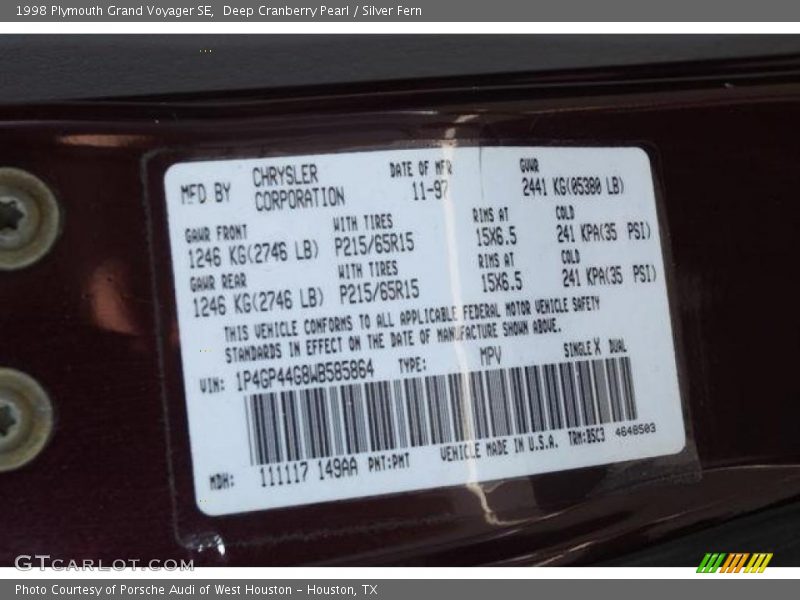 1998 Plymouth Grand Voyager SE,  Deep Cranberry Pearl / Silver Fern
MFD BY CHRYSLER CORPORATION DATE OF MFR 11-97 GVWR 2441 KG(05380 LB)
GAWR FRONT WITH TIRES RIMS AT COLD
1246 KG(2746 LB) P215/65R15 15X6.5 241 KPA(35 PSI)
GAWR REAR WITH TIRES RIMS AT COLD
1246 KG(2746 LB) P215/65R15 15X6.5 241 KPA(35 PSI)
THIS VEHICLE CONFORMS TO ALL APPLICABLE FEDERAL MOTOR VEHICLE SAFETY
STANDARDS IN EFFECT ON THE DATE OF MANUFACTURE SHOWN ABOVE.
VIN: 1P4GP44G8WB585864 TYPE: MPV SINGLE X DUAL
MDH: 111117 149AA PNT:PMT VEHICLE MADE IN U.S.A. TRM:BSC3 4648503
GTCARLOT.COM
Photo Courtesy of Porsche Audi of West Houston - Houston, TX